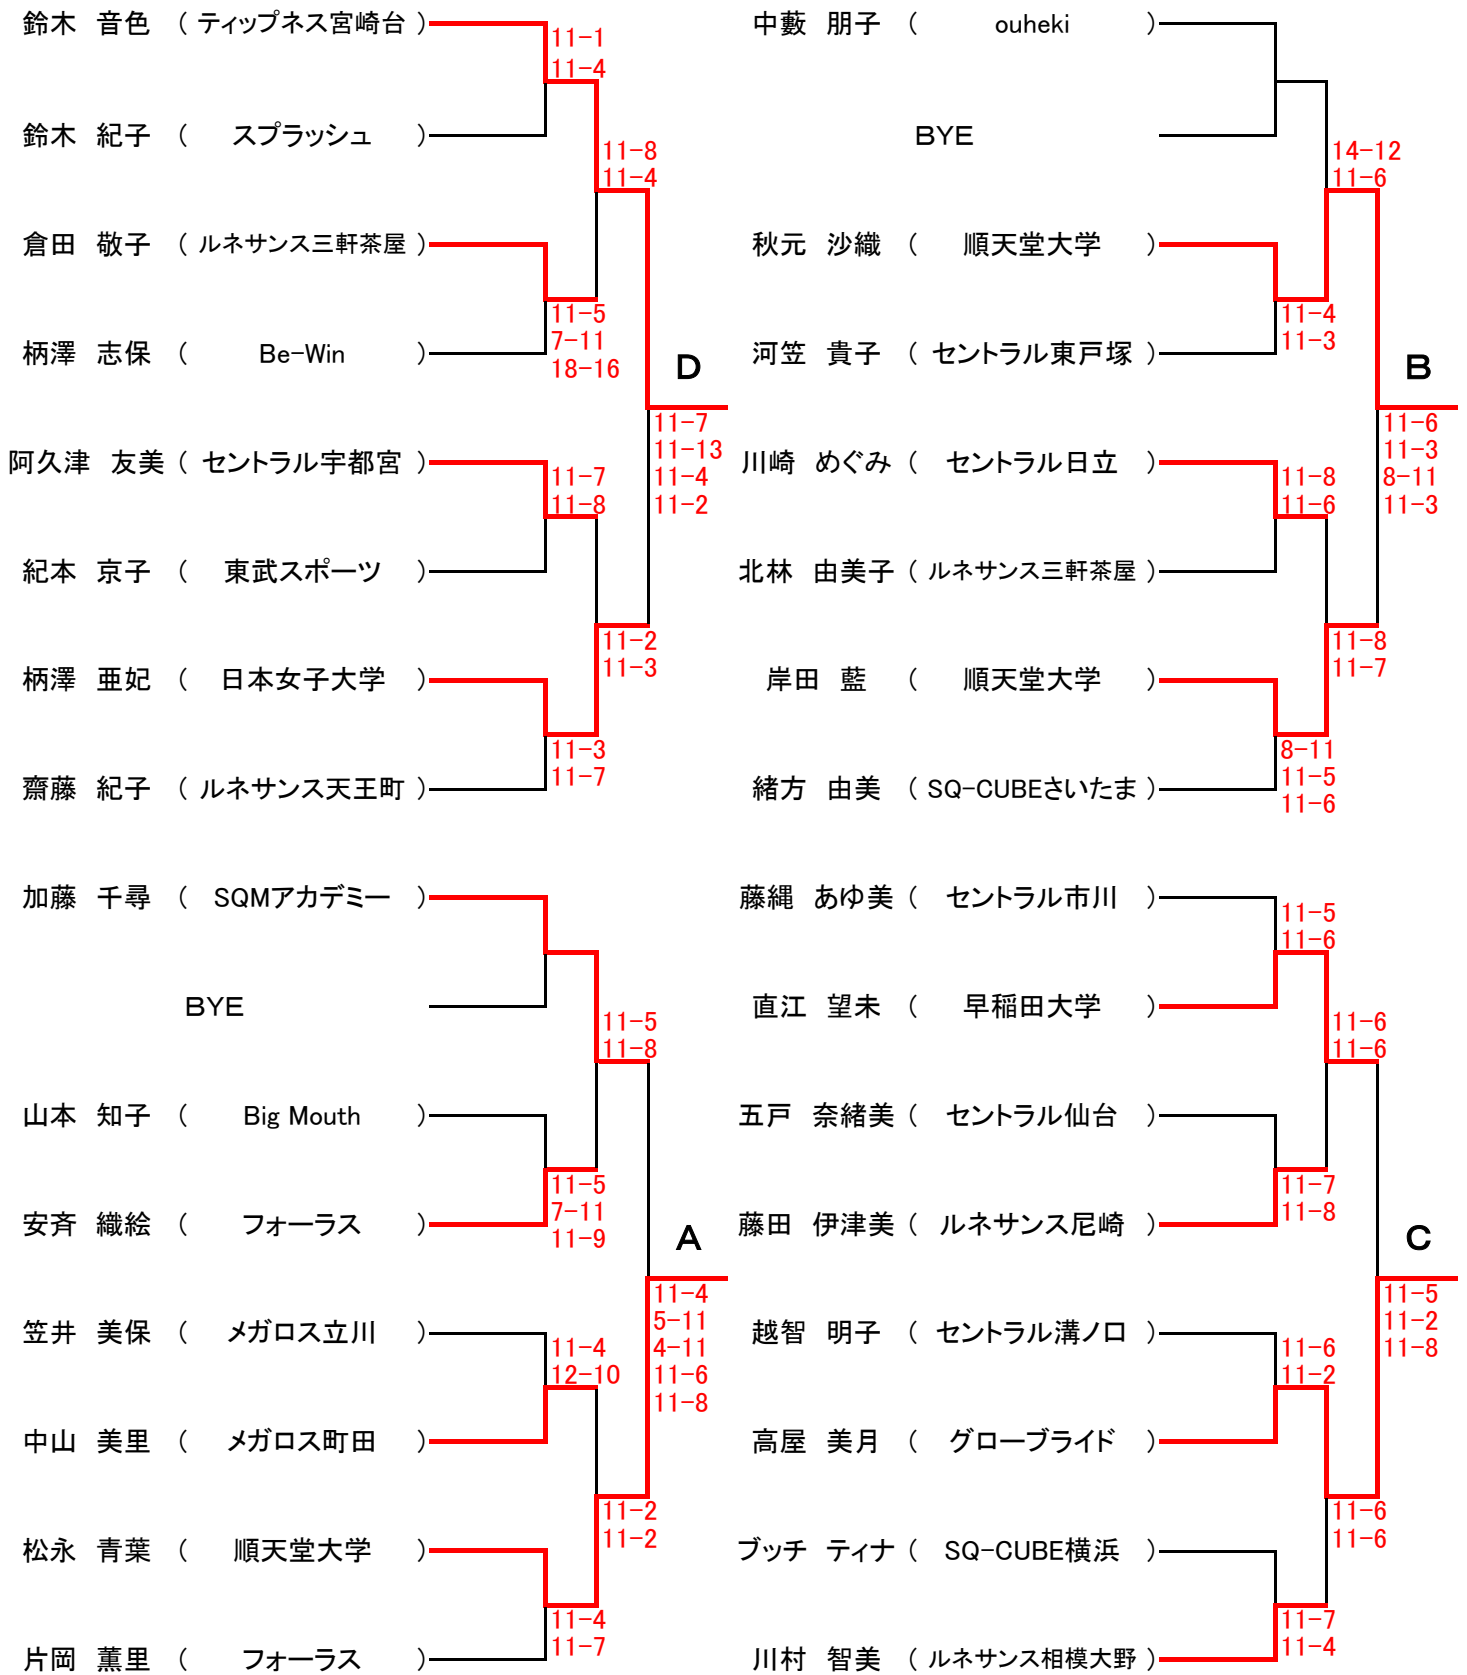 鈴木 音色 ( ティップネス宮崎台 )
11-1
11-4
鈴木 紀子 ( スプラッシュ )
11-8
11-4
倉田 敬子 ( ルネサンス三軒茶屋 )
11-5
7-11
18-16
柄澤 志保 ( Be-Win )
D
11-7
11-13
11-4
11-2
阿久津 友美 ( セントラル宇都宮 )
11-7
11-8
紀本 京子 ( 東武スポーツ )
11-2
11-3
柄澤 亜妃 ( 日本女子大学 )
11-3
11-7
齋藤 紀子 ( ルネサンス天王町 )
加藤 千尋 ( SQMアカデミー )
BYE
11-5
11-8
山本 知子 ( Big Mouth )
11-5
7-11
11-9
安斉 織絵 ( フォーラス )
A
11-4
5-11
4-11
11-6
11-8
笠井 美保 ( メガロス立川 )
11-4
12-10
中山 美里 ( メガロス町田 )
11-2
11-2
松永 青葉 ( 順天堂大学 )
11-4
11-7
片岡 薫里 ( フォーラス )
中藪 朋子 ( ouheki )
BYE
14-12
11-6
秋元 沙織 ( 順天堂大学 )
11-4
11-3
河笠 貴子 ( セントラル東戸塚 )
B
11-6
11-3
8-11
11-3
川崎 めぐみ ( セントラル日立 )
11-8
11-6
北林 由美子 ( ルネサンス三軒茶屋 )
11-8
11-7
岸田 藍 ( 順天堂大学 )
8-11
11-5
11-6
緒方 由美 ( SQ-CUBEさいたま )
藤縄 あゆ美 ( セントラル市川 )
11-5
11-6
直江 望未 ( 早稲田大学 )
11-6
11-6
五戸 奈緒美 ( セントラル仙台 )
11-7
11-8
藤田 伊津美 ( ルネサンス尼崎 )
C
11-5
11-2
11-8
越智 明子 ( セントラル溝ノ口 )
11-6
11-2
高屋 美月 ( グローブライド )
11-6
11-6
ブッチ ティナ ( SQ-CUBE横浜 )
11-7
11-4
川村 智美 ( ルネサンス相模大野 )